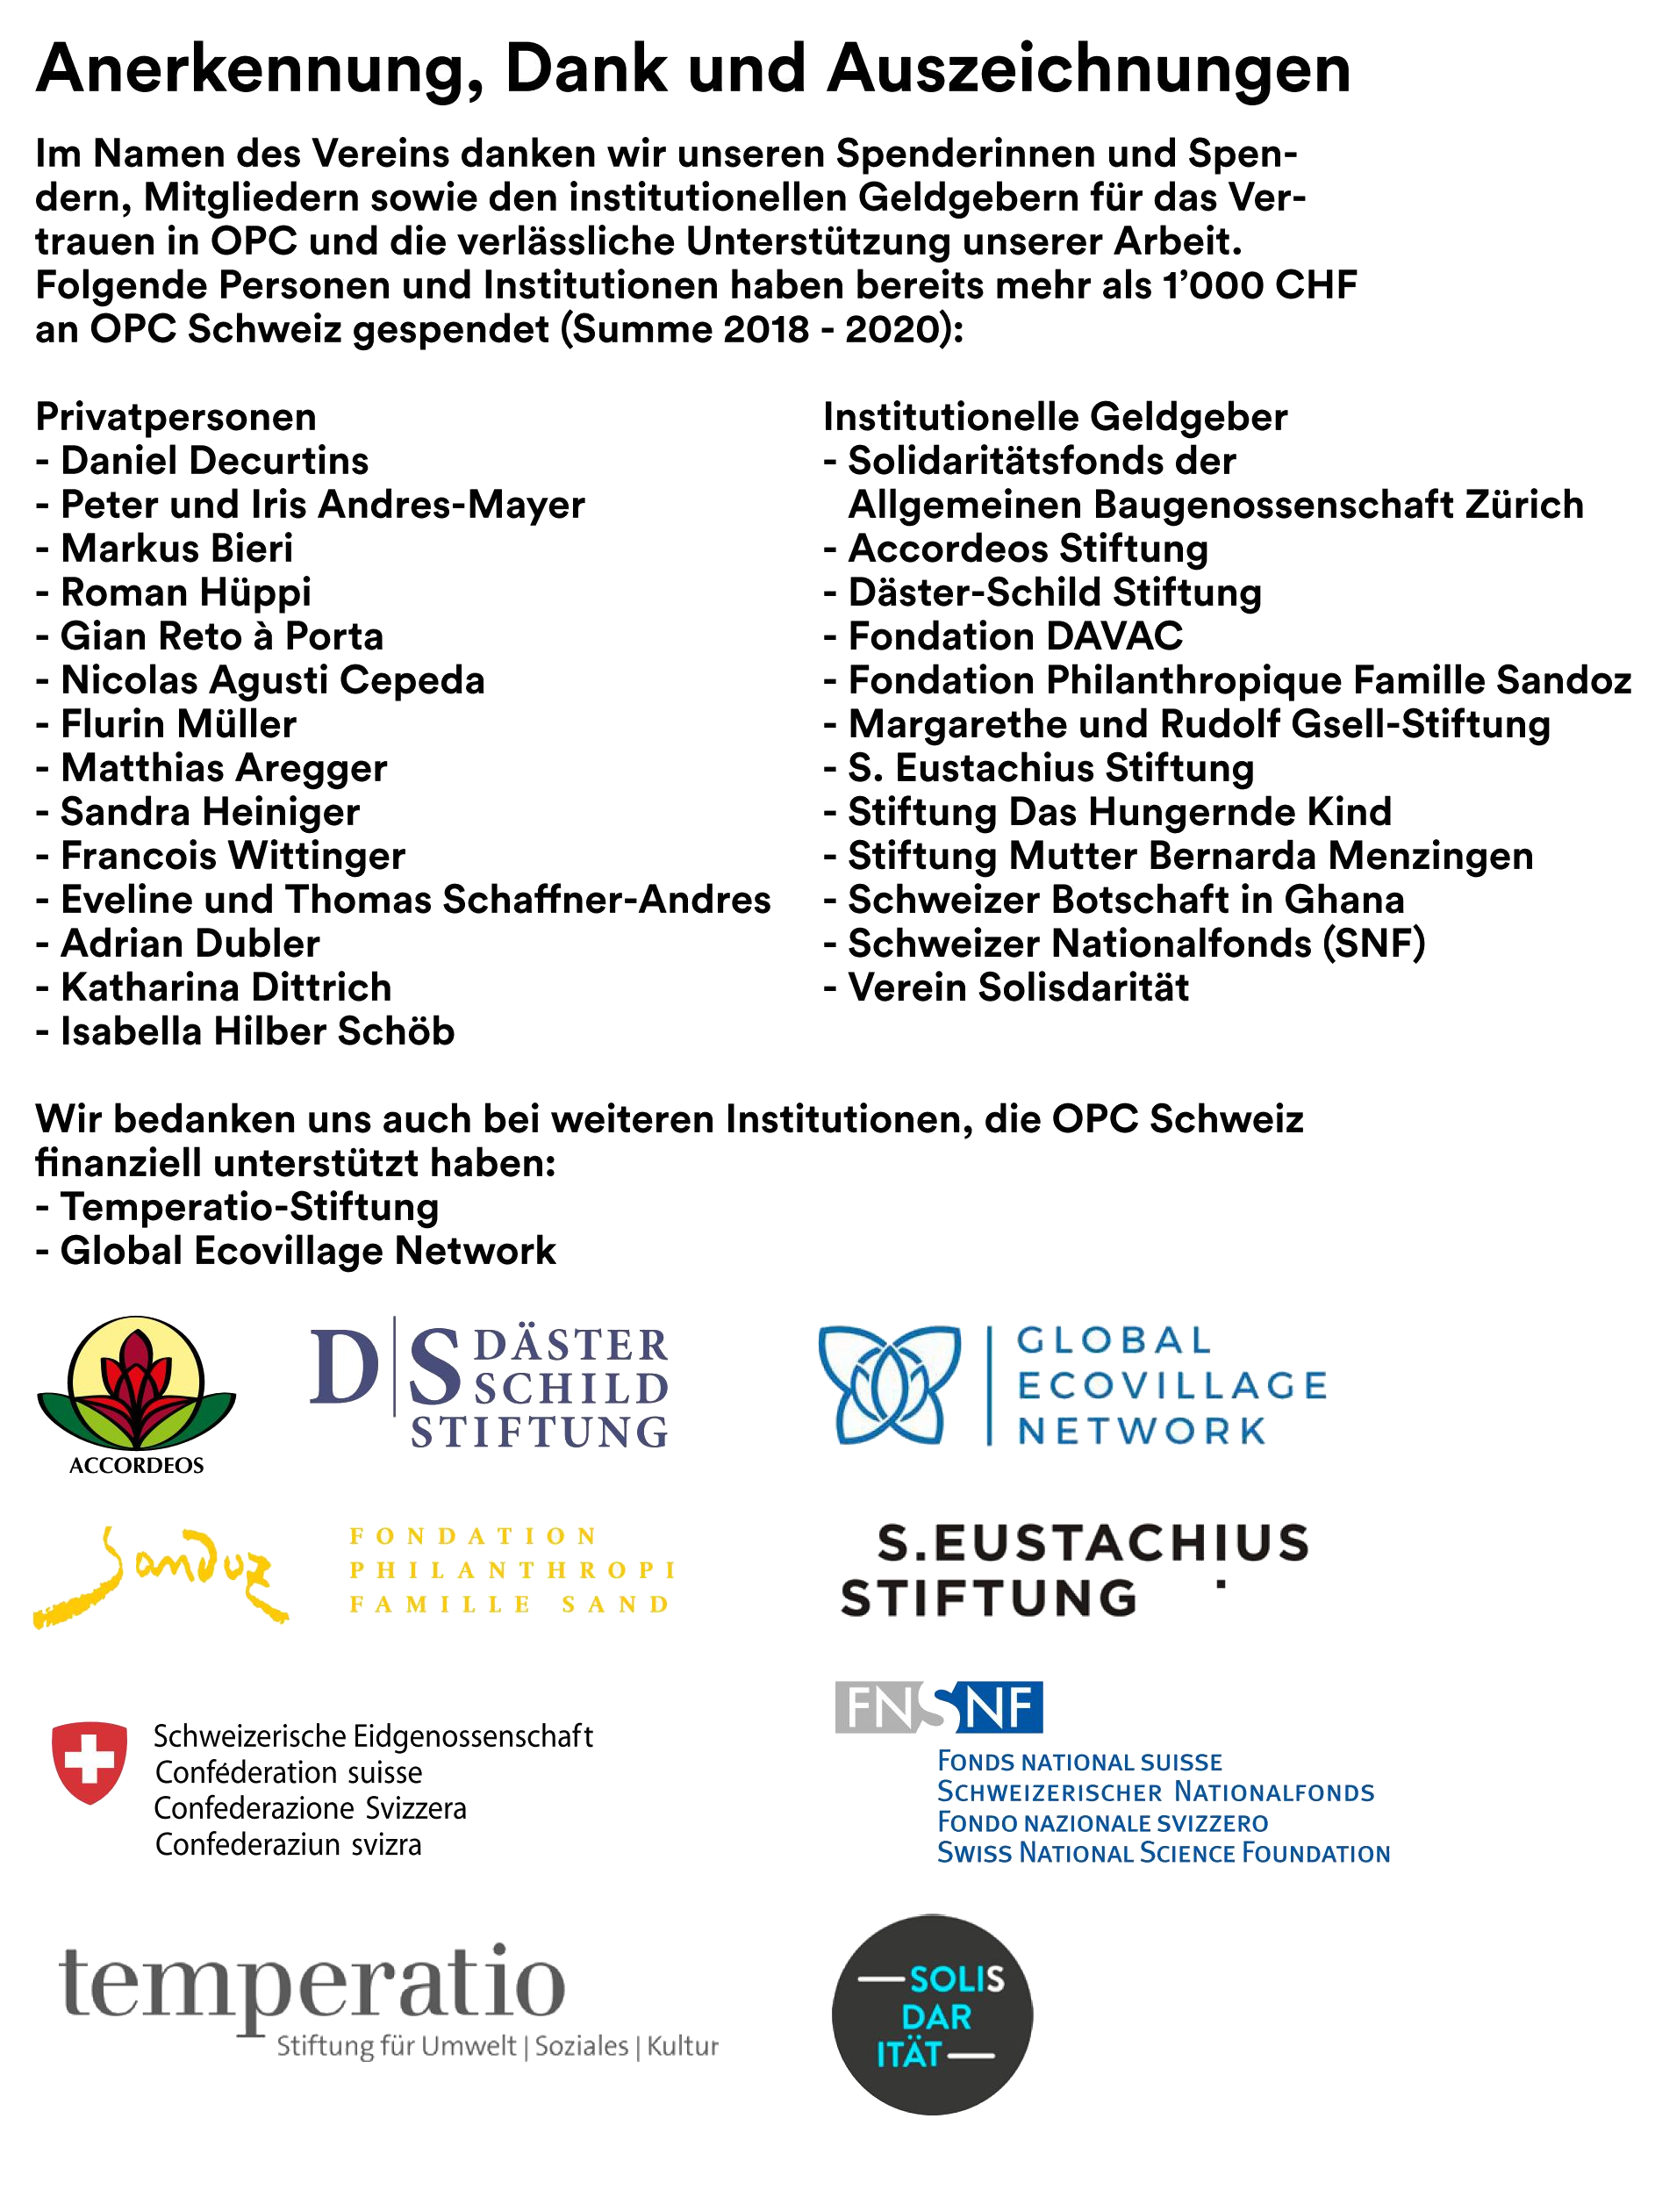 Anerkennung, Dank und Auszeichnungen
Im Namen des Vereins danken wir unseren Spenderinnen und Spen-
dern, Mitgliedern sowie den institutionellen Geldgebern für das Ver-
trauen in OPC und die verlässliche Unterstützung unserer Arbeit.
Folgende Personen und Institutionen haben bereits mehr als 1’000 CHF
an OPC Schweiz gespendet (Summe 2018 - 2020):
Privatpersonen
- Daniel Decurtins
- Peter und Iris Andres-Mayer
- Markus Bieri
- Roman Hüppi
- Gian Reto à Porta
- Nicolas Agusti Cepeda
- Flurin Müller
- Matthias Aregger
- Sandra Heiniger
- Francois Wittinger
- Eveline und Thomas Schaffner-Andres
- Adrian Dubler
- Katharina Dittrich
- Isabella Hilber Schöb
Institutionelle Geldgeber
- Solidaritätsfonds der
Allgemeinen Baugenossenschaft Zürich
- Accordeos Stiftung
- Däster-Schild Stiftung
- Fondation DAVAC
- Fondation Philanthropique Famille Sandoz
- Margarethe und Rudolf Gsell-Stiftung
- S. Eustachius Stiftung
- Stiftung Das Hungernde Kind
- Stiftung Mutter Bernarda Menzingen
- Schweizer Botschaft in Ghana
- Schweizer Nationalfonds (SNF)
- Verein Solisdarität
Wir bedanken uns auch bei weiteren Institutionen, die OPC Schweiz
finanziell unterstützt haben:
- Temperatio-Stiftung
- Global Ecovillage Network
ACCORDEOS
D|S DÄSTER
SCHILD
STIFTUNG
GLOBAL
ECOVILLAGE
NETWORK
Sandoz
FONDATION
PHILANTHROPI
FAMILLE SAND
S.EUSTACHIUS
STIFTUNG
Schweizerische Eidgenossenschaft
Confédération suisse
Confederazione Svizzera
Confederaziun svizra
FNSNF
FONDS NATIONAL SUISSE
SCHWEIZERISCHER NATIONALFONDS
FONDO NAZIONALE SVIZZERO
SWISS NATIONAL SCIENCE FOUNDATION
temperatio
Stiftung für Umwelt | Soziales | Kultur
SOLIS
DAR
ITÄT